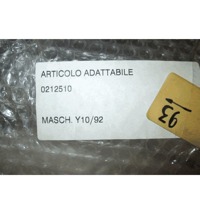 ARTICOLO ADATTABILE
0212510
MASCH. Y10/92
93